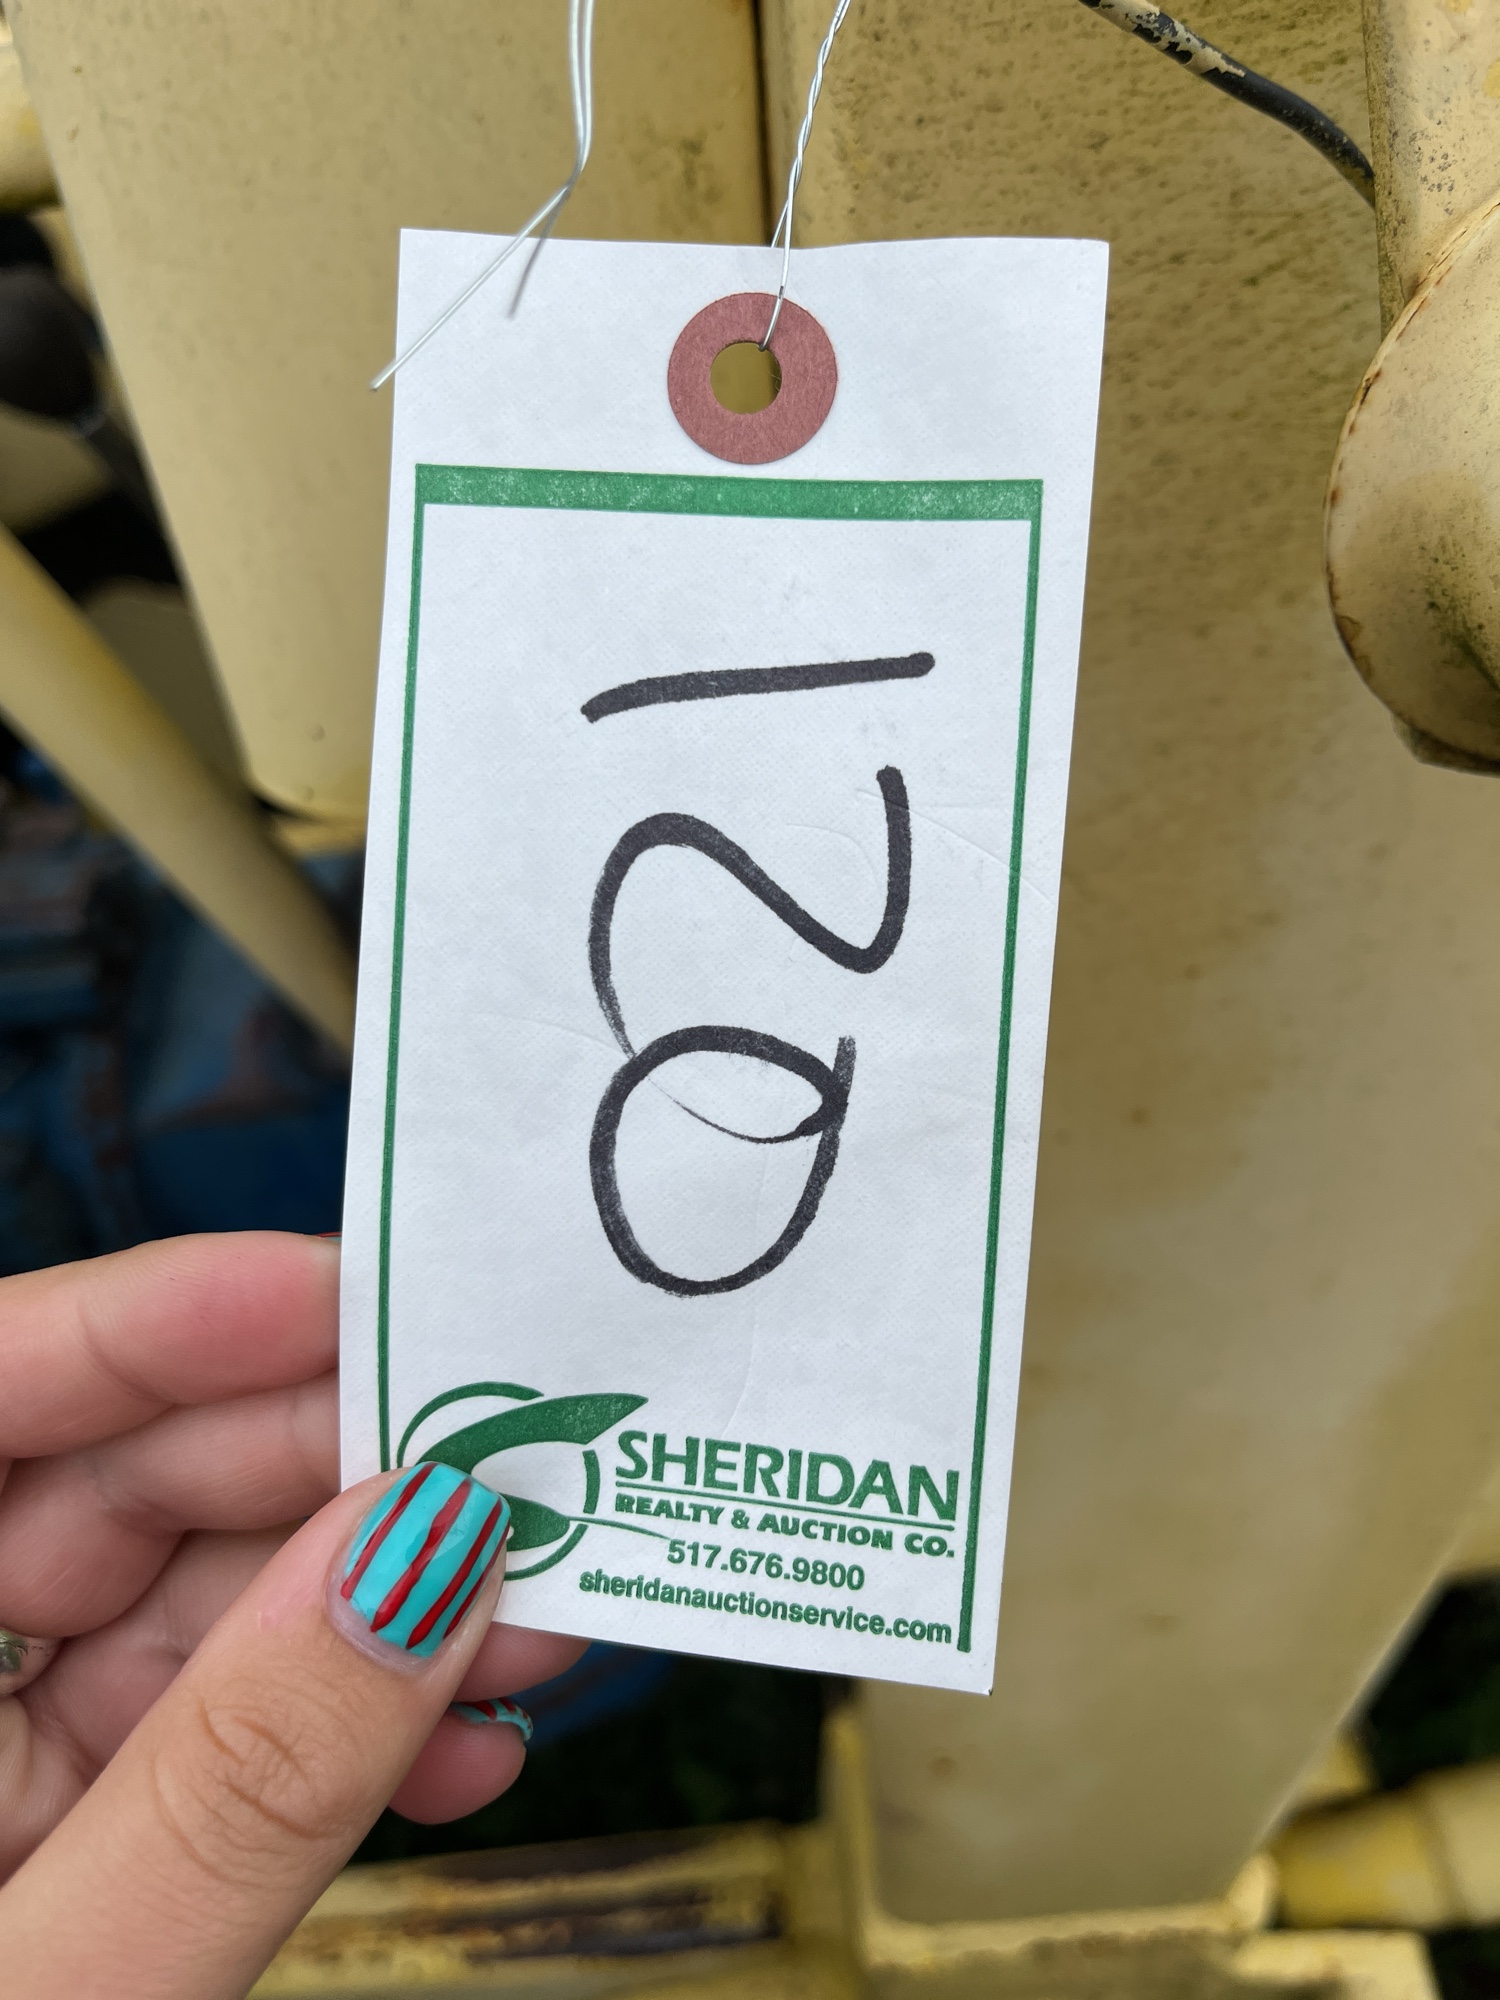 120
SHERIDAN
REALTY & AUCTION CO.
517.676.9800
sheridanauctionservice.com